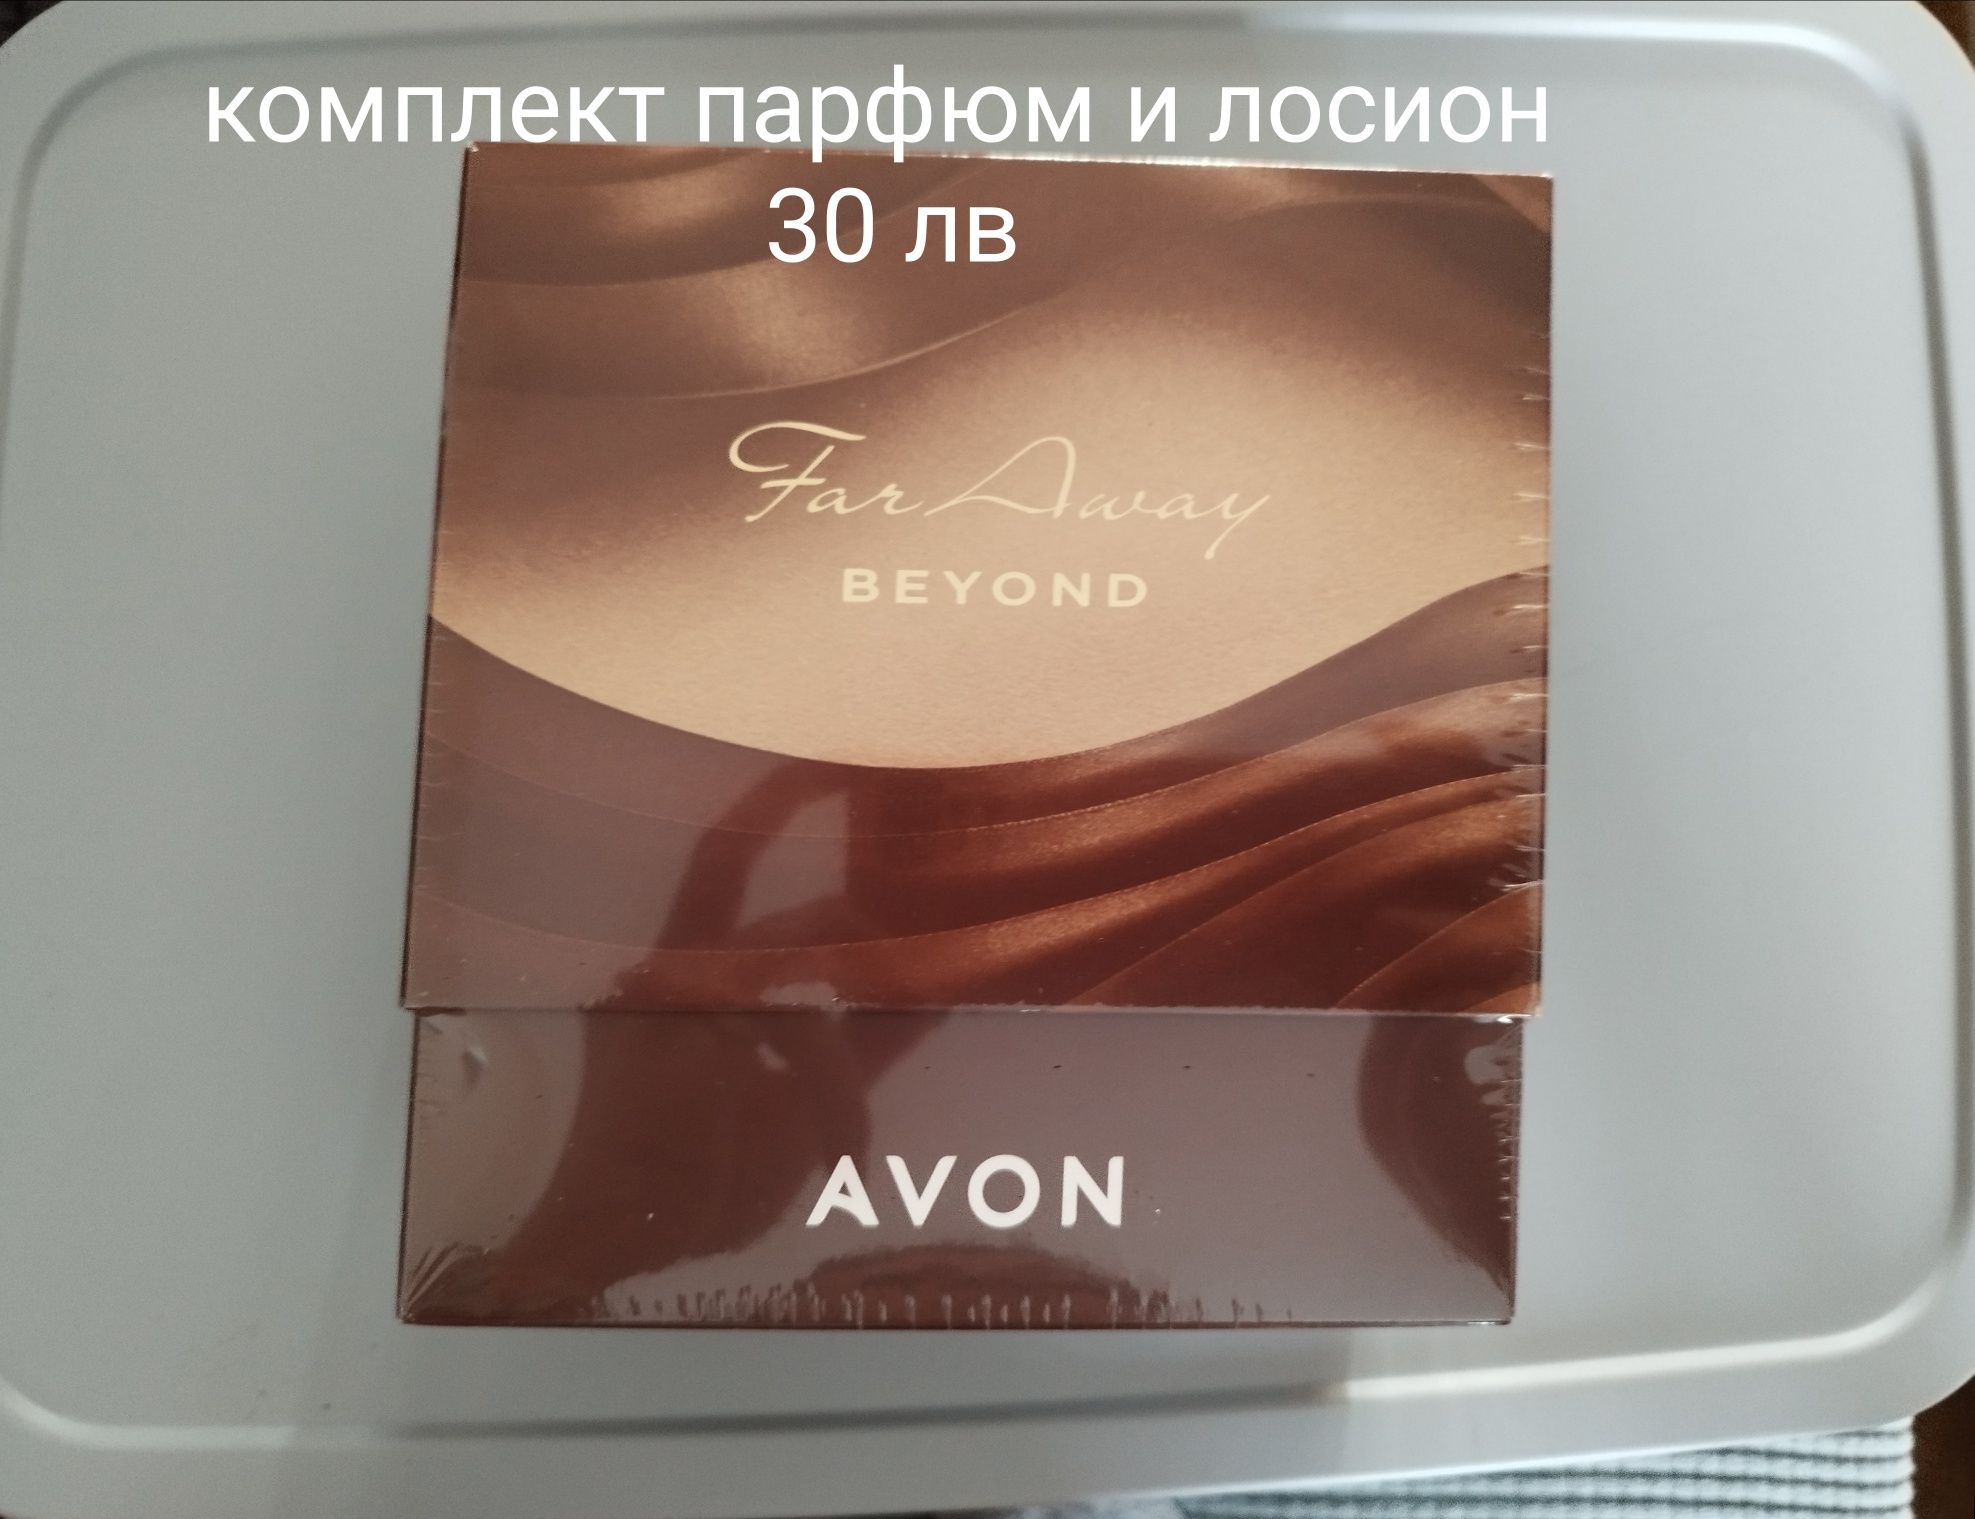 комплект парфюм и лосион
30 лв
Far Away
BEYOND
AVON